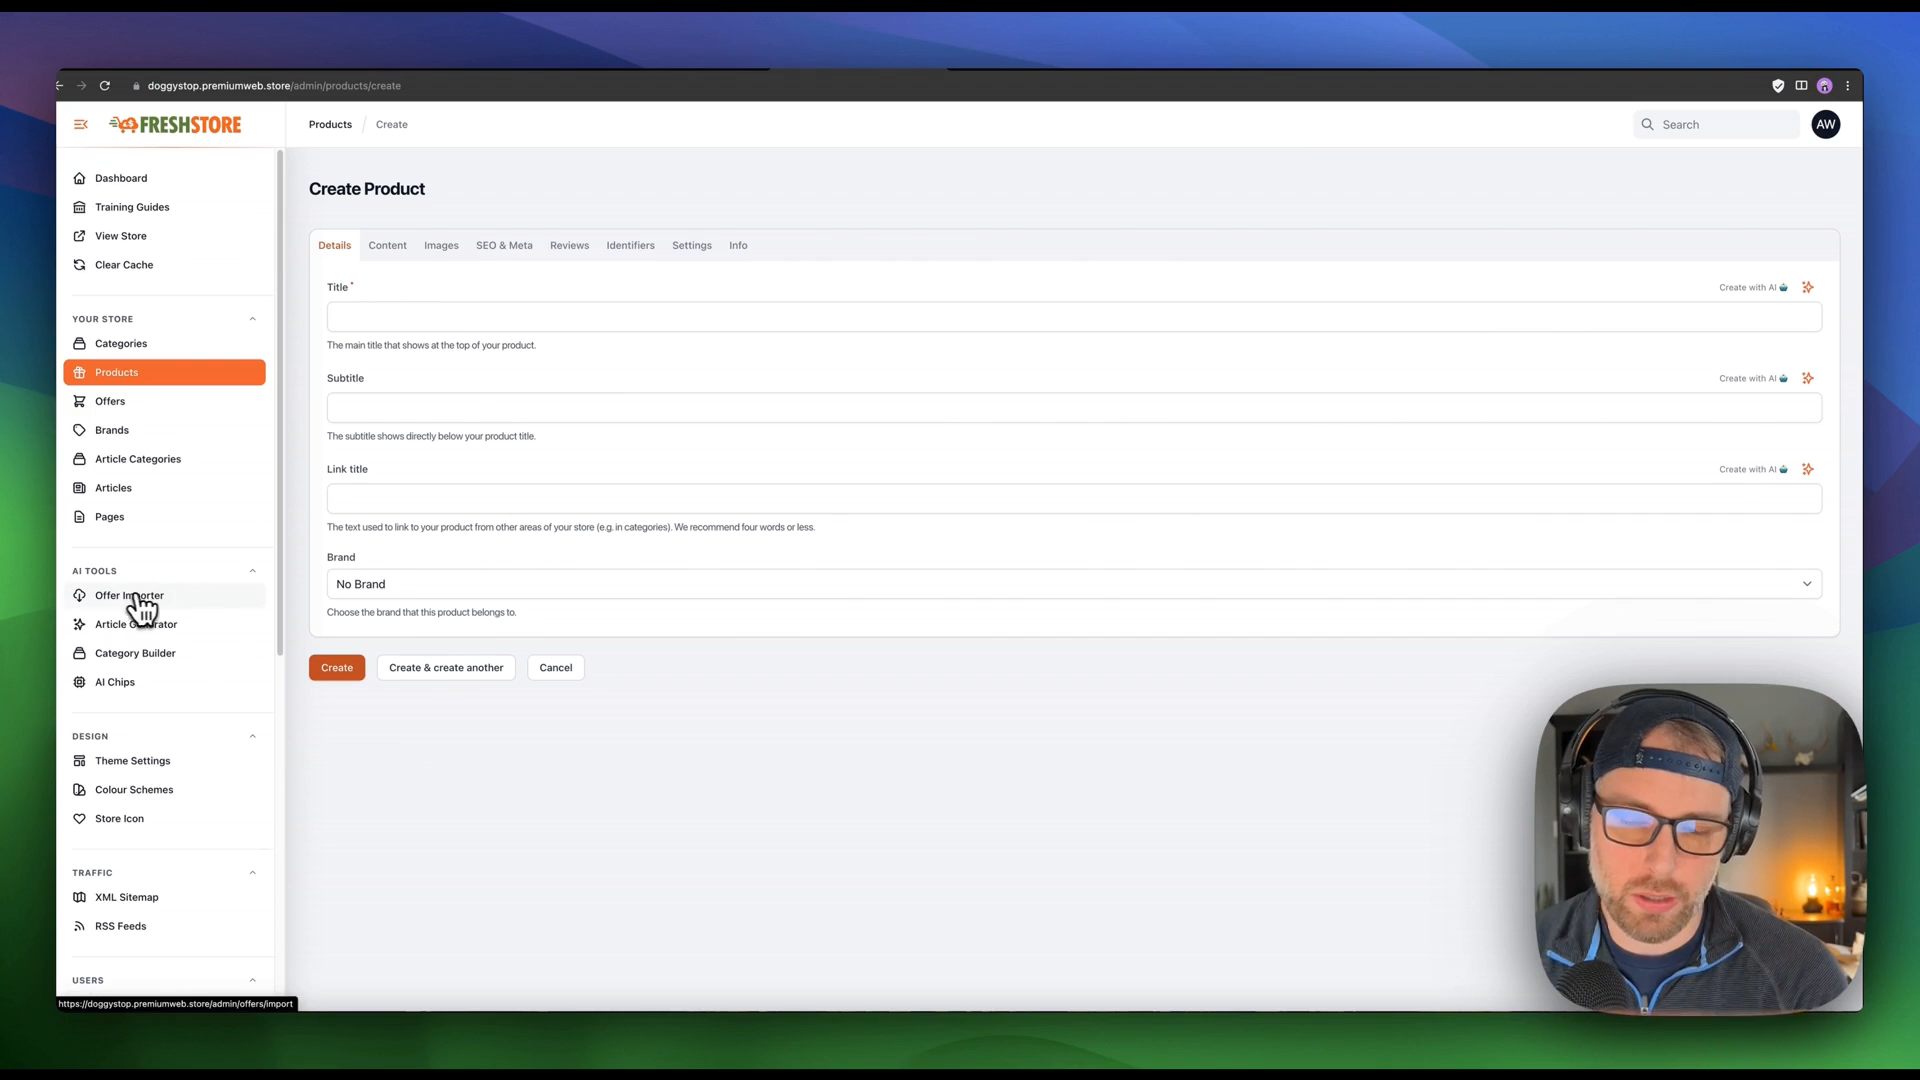 doggystop.premiumweb.store/admin/products/create
FRESHSTORE
Products / Create
Search
AW
Dashboard
Training Guides
View Store
Clear Cache
YOUR STORE
Categories
Products
Offers
Brands
Article Categories
Articles
Pages
AI TOOLS
Offer Importer
Article Generator
Category Builder
AI Chips
DESIGN
Theme Settings
Colour Schemes
Store Icon
TRAFFIC
XML Sitemap
RSS Feeds
USERS
https://doggystop.premiumweb.store/admin/offers/import
Create Product
Details Content Images SEO & Meta Reviews Identifiers Settings Info
Title * Create with AI
The main title that shows at the top of your product.
Subtitle Create with AI
The subtitle shows directly below your product title.
Link title Create with AI
The text used to link to your product from other areas of your store (e.g. in categories). We recommend four words or less.
Brand
No Brand
Choose the brand that this product belongs to.
Create Create & create another Cancel